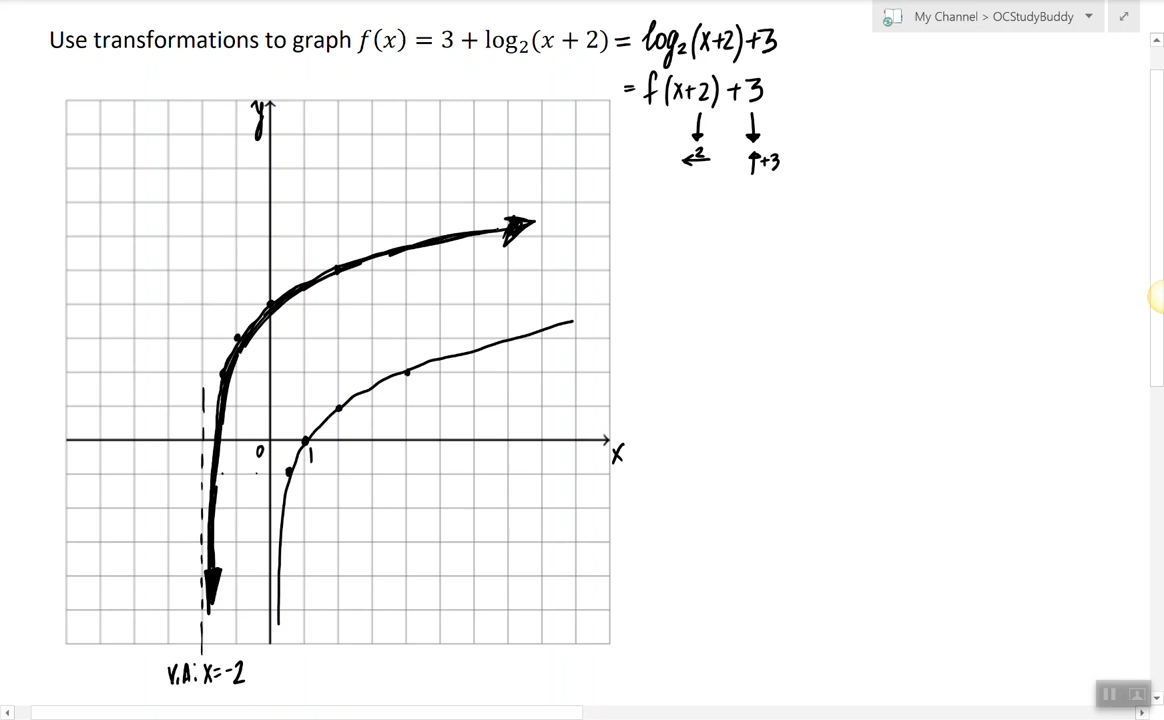 My Channel > OCStudyBuddy
Use transformations to graph f(x) = 3 + log₂(x + 2) = log₂(x+2)+3
= f(x+2) + 3
2 +3
y
0 1 x
V.A: x=-2